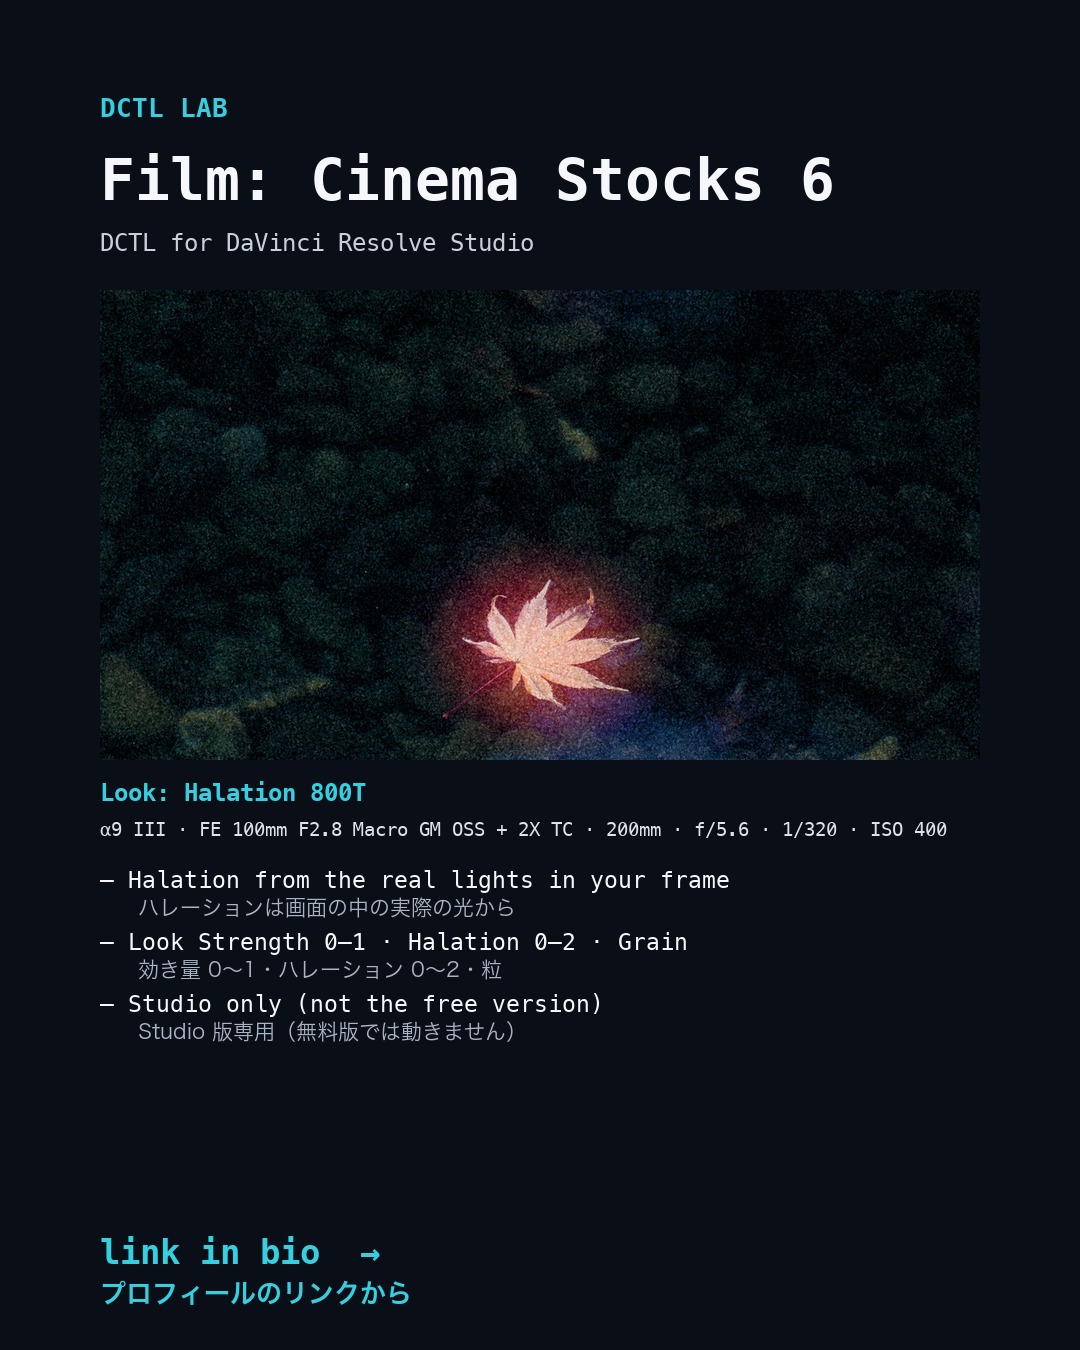 DCTL LAB
Film: Cinema Stocks 6
DCTL for DaVinci Resolve Studio
Look: Halation 800T
α9 III · FE 100mm F2.8 Macro GM OSS + 2X TC · 200mm · f/5.6 · 1/320 · ISO 400
— Halation from the real lights in your frame
ハレーションは画面の中の実際の光から
— Look Strength 0–1 · Halation 0–2 · Grain
効き量 0〜1・ハレーション 0〜2・粒
— Studio only (not the free version)
Studio 版専用（無料版では動きません）
link in bio →
プロフィールのリンクから